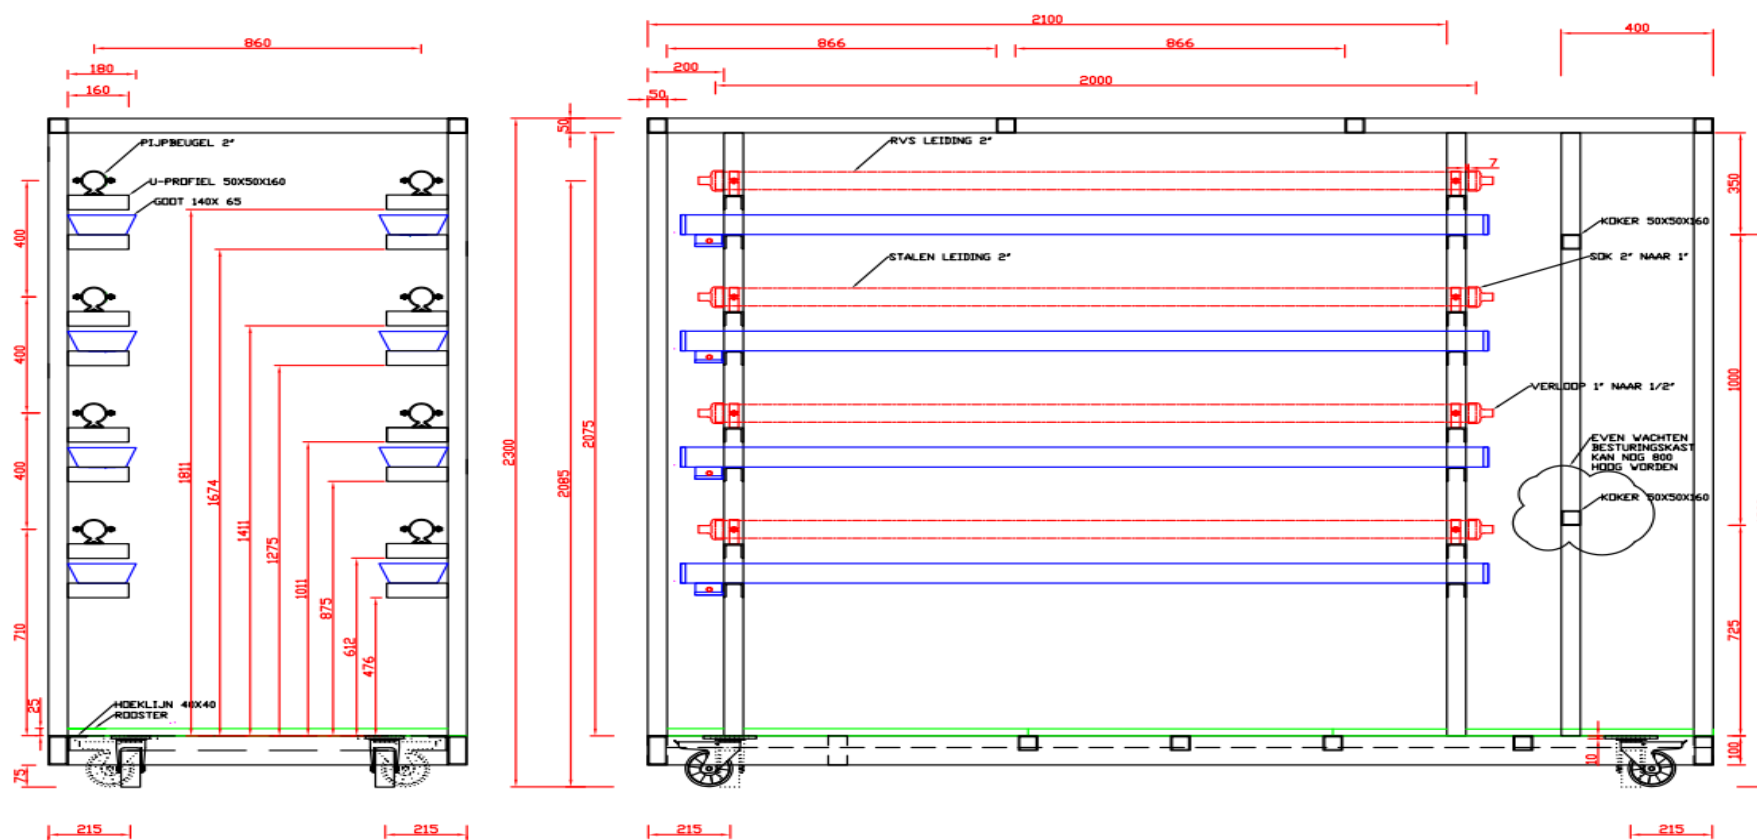 2100
860
866
866
400
180
200
2000
160
50
50
PIJPBEUGEL 2"
RVS LEIDING 2"
7
U-PROFIEL 50X50X160
350
GOOT 140X 65
KOKER 50X50X160
400
STALEN LEIDING 2"
SOK 2" NAAR 1"
400
VERLOOP 1" NAAR 1/2"
1000
400
1811
1674
1411
1275
1011
875
612
476
2300
2085
2075
EVEN WACHTEN
BESTURINGSKAST
KAN NOG 800
HOOG WORDEN
KOKER 50X50X160
710
725
25
HOEKLIJN 40X40
ROOSTER
75
10
100
215
215
215
215